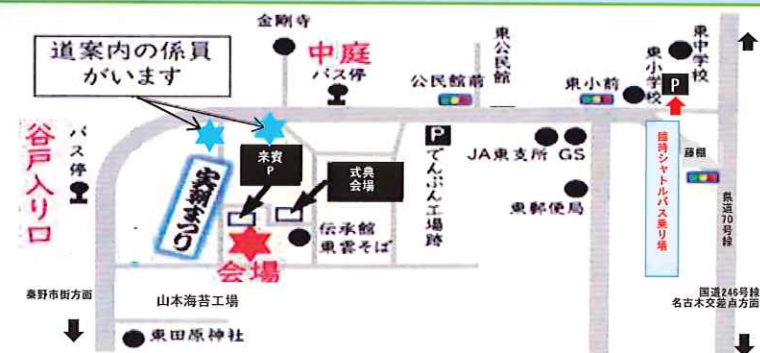 道案内の係員
がいます
金剛寺
中庭
バス停
公民館前
東公民館
東小前
東小学校
東中学校
P
谷戸入り口
バス停
実朝まつり
来賓
P
式典
会場
P
でんぷん工場跡
JA東支所 GS
東郵便局
臨時シャトルバス乗り場
藤棚
県道70号線
伝承館
東雲そば
会場
秦野市街方面
山本海苔工場
東田原神社
国道246号線
名古木交差点方面